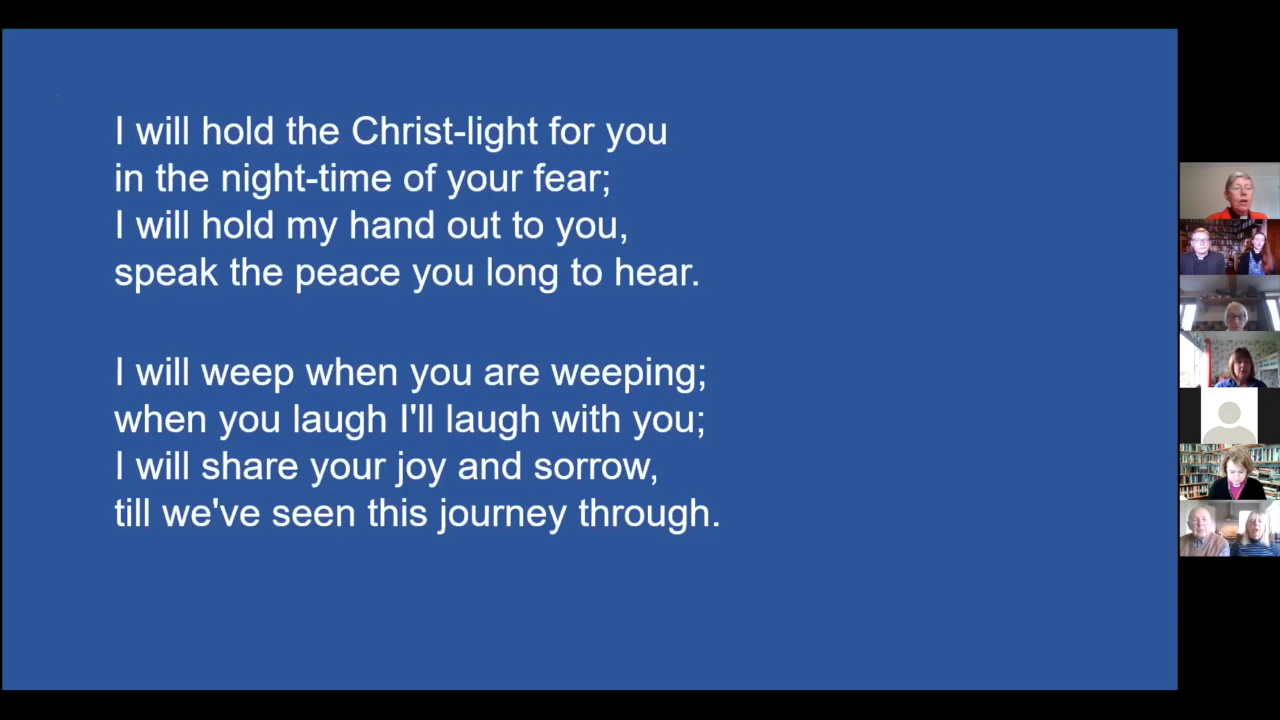 I will hold the Christ-light for you
in the night-time of your fear;
I will hold my hand out to you,
speak the peace you long to hear.
I will weep when you are weeping;
when you laugh I'll laugh with you;
I will share your joy and sorrow,
till we've seen this journey through.